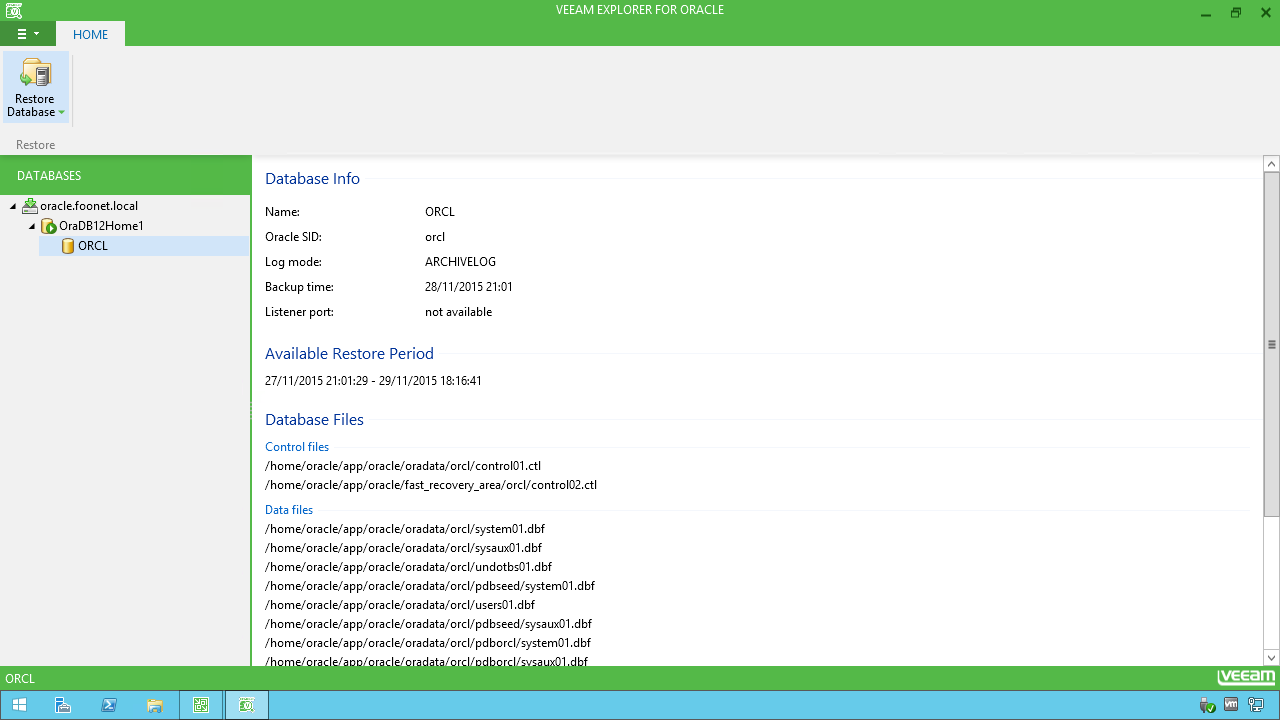 VEEAM EXPLORER FOR ORACLE
HOME
Restore
Database
Restore
DATABASES
oracle.foonet.local
OraDB12Home1
ORCL
Database Info
Name: ORCL
Oracle SID: orcl
Log mode: ARCHIVELOG
Backup time: 28/11/2015 21:01
Listener port: not available
Available Restore Period
27/11/2015 21:01:29 - 29/11/2015 18:16:41
Database Files
Control files
/home/oracle/app/oracle/oradata/orcl/control01.ctl
/home/oracle/app/oracle/fast_recovery_area/orcl/control02.ctl
Data files
/home/oracle/app/oracle/oradata/orcl/system01.dbf
/home/oracle/app/oracle/oradata/orcl/sysaux01.dbf
/home/oracle/app/oracle/oradata/orcl/undotbs01.dbf
/home/oracle/app/oracle/oradata/orcl/pdbseed/system01.dbf
/home/oracle/app/oracle/oradata/orcl/users01.dbf
/home/oracle/app/oracle/oradata/orcl/pdbseed/sysaux01.dbf
/home/oracle/app/oracle/oradata/orcl/pdborcl/system01.dbf
/home/oracle/app/oracle/oradata/orcl/pdborcl/sysaux01.dbf
ORCL
veeam
vm